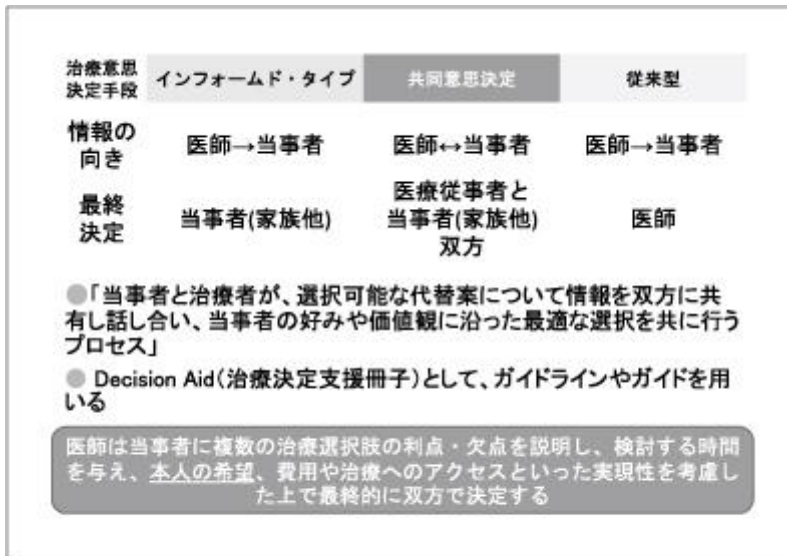 治療意思 インフォームド・タイプ 共同意思決定 従来型
決定手段
情報の 医師→当事者 医師↔当事者 医師→当事者
向き
最終 当事者(家族他) 医療従事者と 医師
決定 当事者(家族他)
双方
●「当事者と治療者が、選択可能な代替案について情報を双方に共
有し話し合い、当事者の好みや価値観に沿った最適な選択を共に行う
プロセス」
● Decision Aid(治療決定支援冊子)として、ガイドラインやガイドを用
いる
医師は当事者に複数の治療選択肢の利点・欠点を説明し、検討する時間
を与え、本人の希望、費用や治療へのアクセスといった実現性を考慮し
た上で最終的に双方で決定する